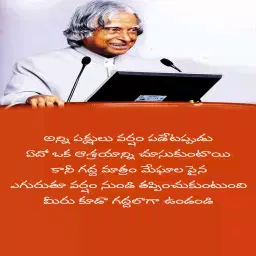 అన్ని పక్షులు వర్షం పడేటప్పుడు
ఏదో ఒక ఆశ్రయాన్ని చూసుకుంటాయి
కానీ గద్ద మాత్రం మేఘాల పైన
ఎగురుతూ వర్షం నుండి తప్పించుకుంటుంది
మీరు కూడా గద్దలాగా ఉండండి